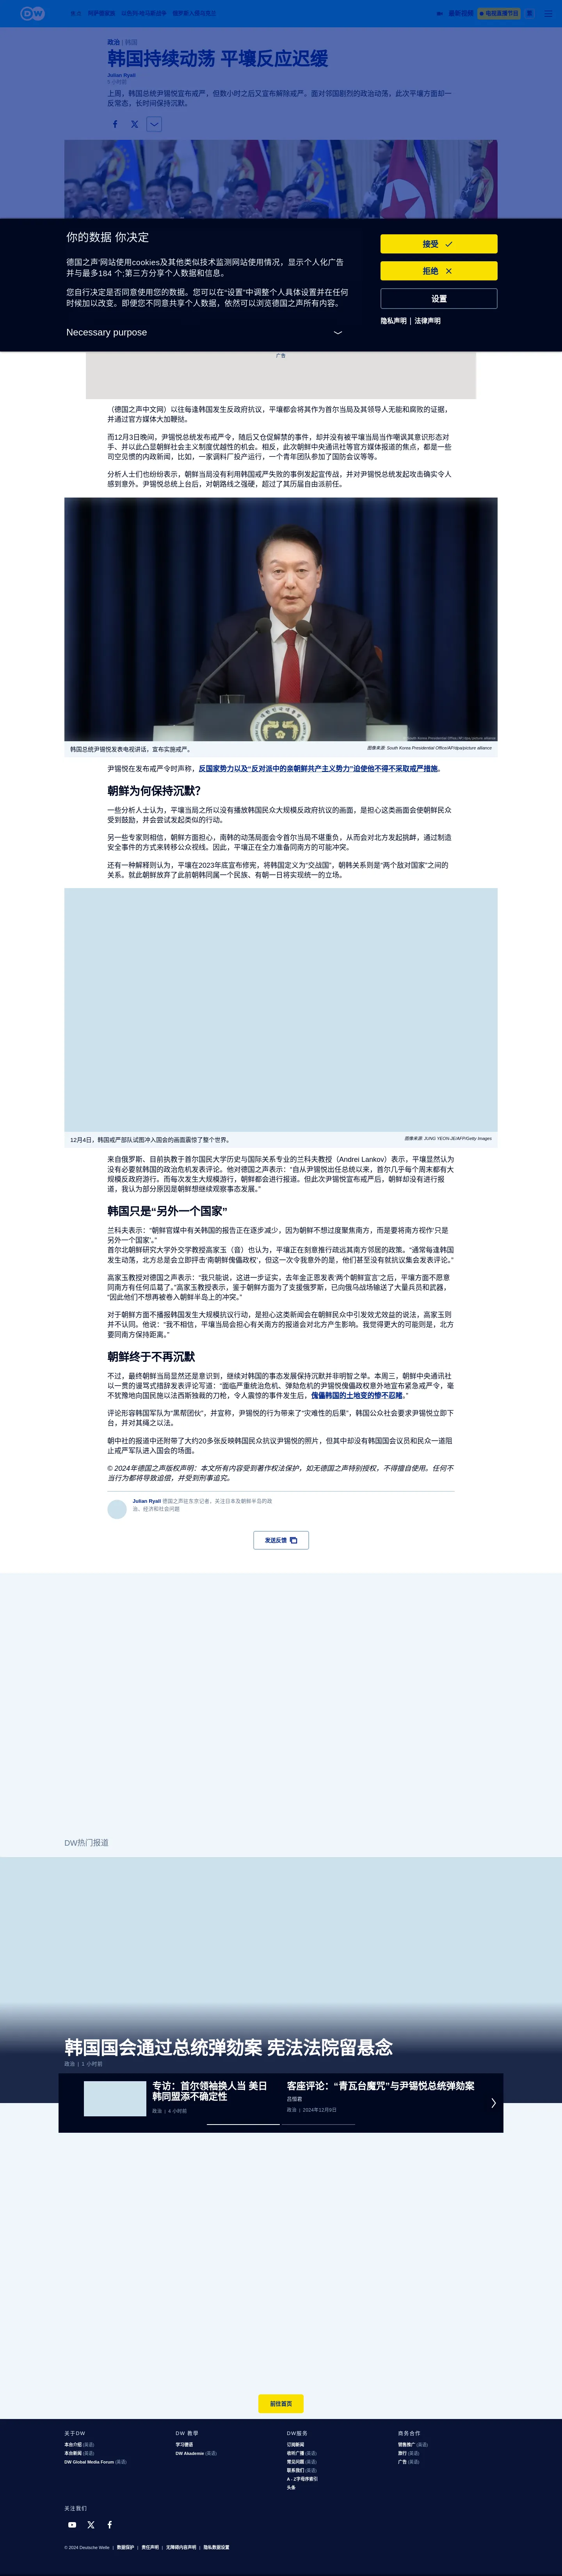 政治 | 韩国
韩国持续动荡 平壤反应迟缓
Julian Ryall
5 小时前
上周，韩国总统尹锡悦宣布戒严，但数小时之后又宣布解除戒严。面对邻国剧烈的政治动荡，此次平壤方面却一
反常态，长时间保持沉默。
你的数据 你决定
德国之声'网站使用cookies及其他类似技术监测网站使用情况，显示个人化广告
并与最多184 个;第三方分享个人数据和信息。
您自行决定是否同意使用您的数据。您可以在“设置”中调整个人具体设置并在任何
时候加以改变。即便您不同意共享个人数据，依然可以浏览德国之声所有内容。
Necessary purpose
接受
拒绝
设置
隐私声明 | 法律声明
广告
（德国之声中文网）以往每逢韩国发生反政府抗议，平壤都会将其作为首尔当局及其领导人无能和腐败的证据，
并通过官方媒体大加鞭挞。
而12月3日晚间，尹锡悦总统发布戒严令，随后又仓促解禁的事件，却并没有被平壤当局当作嘲讽其意识形态对
手、并以此凸显朝鲜社会主义制度优越性的机会。相反，此次朝鲜中央通讯社等官方媒体报道的焦点，都是一些
司空见惯的内政新闻，比如，一家调料厂投产运行，一个青年团队参加了国防会议等等。
分析人士们也纷纷表示，朝鲜当局没有利用韩国戒严失败的事例发起宣传战，并对尹锡悦总统发起攻击确实令人
感到意外。尹锡悦总统上台后，对朝路线之强硬，超过了其历届自由派前任。
韩国总统尹锡悦发表电视讲话，宣布实施戒严。
图像来源: South Korea Presidential Office/AP/dpa/picture alliance
尹锡悦在发布戒严令时声称，反国家势力以及“反对派中的亲朝鲜共产主义势力”迫使他不得不采取戒严措施。
朝鲜为何保持沉默？
一些分析人士认为，平壤当局之所以没有播放韩国民众大规模反政府抗议的画面，是担心这类画面会使朝鲜民众
受到鼓励，并会尝试发起类似的行动。
另一些专家则相信，朝鲜方面担心，南韩的动荡局面会令首尔当局不堪重负，从而会对北方发起挑衅，通过制造
安全事件的方式来转移公众视线。因此，平壤正在全力准备同南方的可能冲突。
还有一种解释则认为，平壤在2023年底宣布修宪，将韩国定义为“交战国”，朝韩关系则是“两个敌对国家”之间的
关系。就此朝鲜放弃了此前朝韩同属一个民族、有朝一日将实现统一的立场。
12月4日，韩国戒严部队试图冲入国会的画面震惊了整个世界。
图像来源: JUNG YEON-JE/AFP/Getty Images
来自俄罗斯、目前执教于首尔国民大学历史与国际关系专业的兰科夫教授（Andrei Lankov）表示，平壤显然认为
没有必要就韩国的政治危机发表评论。他对德国之声表示：“自从尹锡悦出任总统以来，首尔几乎每个周末都有大
规模反政府游行。而每次发生大规模游行，朝鲜都会进行报道。但此次尹锡悦宣布戒严后，朝鲜却没有进行报
道，我认为部分原因是朝鲜想继续观察事态发展。”
韩国只是“另外一个国家”
兰科夫表示：“朝鲜官媒中有关韩国的报告正在逐步减少，因为朝鲜不想过度聚焦南方，而是要将南方视作‘只是
另外一个国家’。”
首尔北朝鲜研究大学外交学教授高家玉（音）也认为，平壤正在刻意推行疏远其南方邻居的政策。“通常每逢韩国
发生动荡，北方总是会立即抨击‘南朝鲜傀儡政权’，但这一次令我意外的是，他们甚至没有就抗议集会发表评论。”
高家玉教授对德国之声表示：“我只能说，这进一步证实，去年金正恩发表‘两个朝鲜宣言’之后，平壤方面不愿意
同南方有任何瓜葛了。”高家玉教授表示，鉴于朝鲜方面为了支援俄罗斯，已向俄乌战场输送了大量兵员和武器，
“因此他们不想再被卷入朝鲜半岛上的冲突。”
对于朝鲜方面不播报韩国发生大规模抗议行动，是担心这类新闻会在朝鲜民众中引发效尤效益的说法，高家玉则
并不认同。他说：“我不相信，平壤当局会担心有关南方的报道会对北方产生影响。我觉得更大的可能则是，北方
要同南方保持距离。”
朝鲜终于不再沉默
不过，最终朝鲜当局显然还是意识到，继续对韩国的事态发展保持沉默并非明智之举。本周三，朝鲜中央通讯社
以一贯的谩骂式措辞发表评论写道：“面临严重统治危机、弹劾危机的尹锡悦傀儡政权意外地宣布紧急戒严令，毫
不犹豫地向国民施以法西斯独裁的刀枪，令人震惊的事件发生后，傀儡韩国的土地变的惨不忍睹。”
评论形容韩国军队为“黑帮团伙”，并宣称，尹锡悦的行为带来了“灾难性的后果”，韩国公众社会要求尹锡悦立即下
台，并对其绳之以法。
朝中社的报道中还附带了大约20多张反映韩国民众抗议尹锡悦的照片，但其中却没有韩国国会议员和民众一道阻
止戒严军队进入国会的场面。
© 2024年德国之声版权声明：本文所有内容受到著作权法保护，如无德国之声特别授权，不得擅自使用。任何不
当行为都将导致追偿，并受到刑事追究。
Julian Ryall 德国之声驻东京记者，关注日本及朝鲜半岛的政
治、经济和社会问题
发送反馈
DW热门报道
韩国国会通过总统弹劾案 宪法法院留悬念
政治 | 1 小时前
专访：首尔领袖换人当 美日
韩同盟添不确定性
政治 | 4 小时前
客座评论：“青瓦台魔咒”与尹锡悦总统弹劾案
吕恒君
政治 | 2024年12月9日
前往首页
关于DW
本台介绍 (英语)
本台新闻 (英语)
DW Global Media Forum (英语)
DW 教学
学习德语
DW Akademie (英语)
DW服务
订阅新闻
收听广播 (英语)
常见问题 (英语)
联系我们 (英语)
A - Z字母序索引
头条
商务合作
销售推广 (英语)
旅行 (英语)
广告 (英语)
关注我们
© 2024 Deutsche Welle | 数据保护 | 责任声明 | 无障碍内容声明 | 隐私数据设置